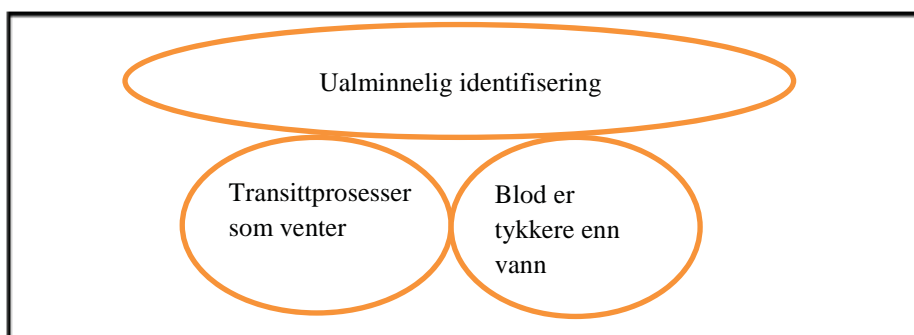 Ualminnelig identifisering
Transittprosesser
som venter
Blod er
tykkere enn
vann